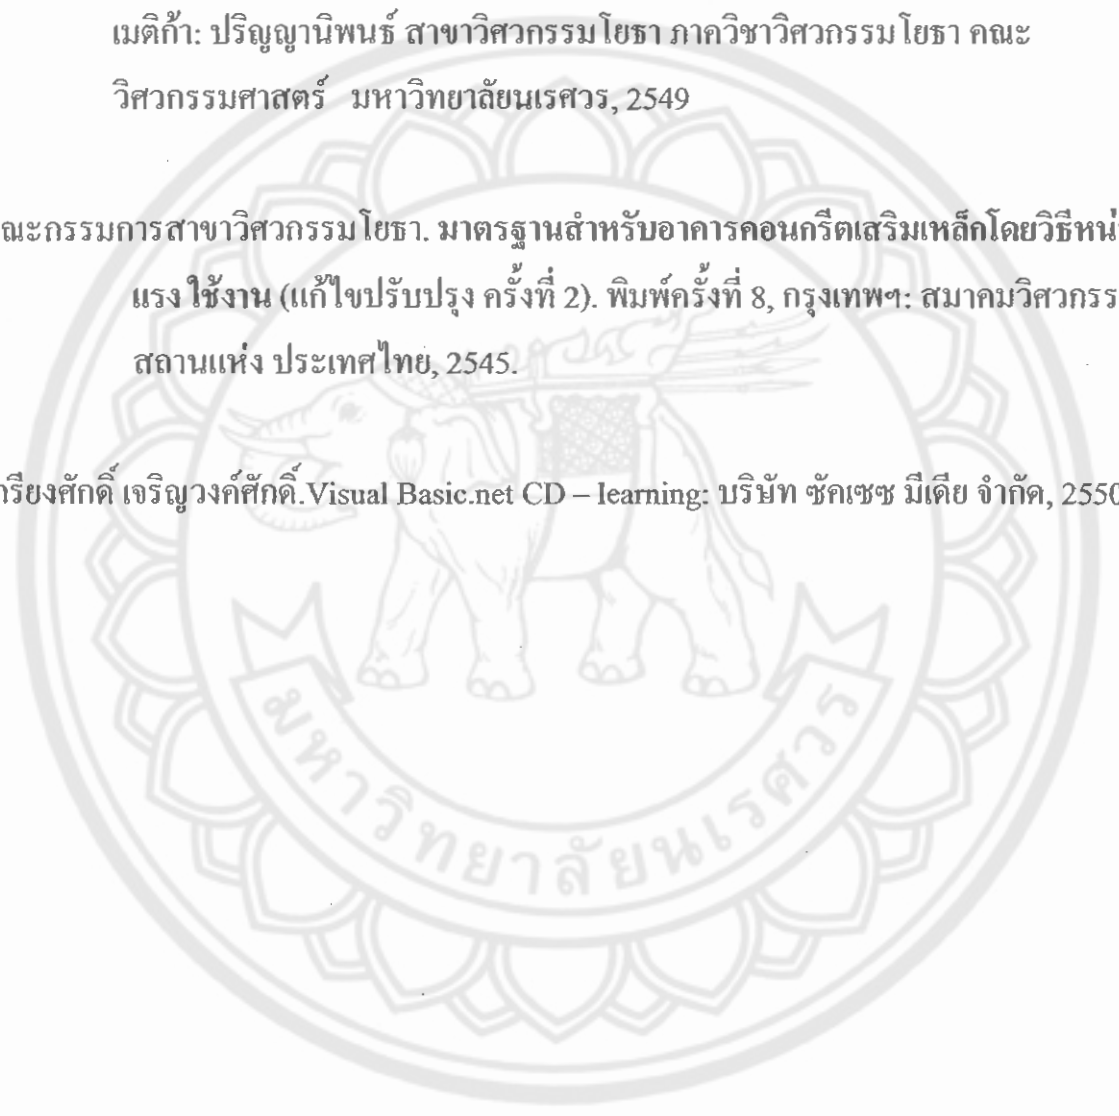 เมติก้า: ปริญญานิพนธ์ สาขาวิศวกรรมโยธา ภาควิชาวิศวกรรมโยธา คณะ
วิศวกรรมศาสตร์ มหาวิทยาลัยนเรศวร, 2549
ณะกรรมการสาขาวิศวกรรมโยธา. มาตรฐานสำหรับอาคารคอนกรีตเสริมเหล็กโดยวิธีหน่
แรง ใช้งาน (แก้ไขปรับปรุง ครั้งที่ 2). พิมพ์ครั้งที่ 8, กรุงเทพฯ: สมาคมวิศวกรร
สถานแห่ง ประเทศไทย, 2545.
รียงศักดิ์ เจริญวงค์ศักดิ์.Visual Basic.net CD – learning: บริษัท ซัคเซซ มีเดีย จำกัด, 2550
มหาวิทยาลัยนเรศวร